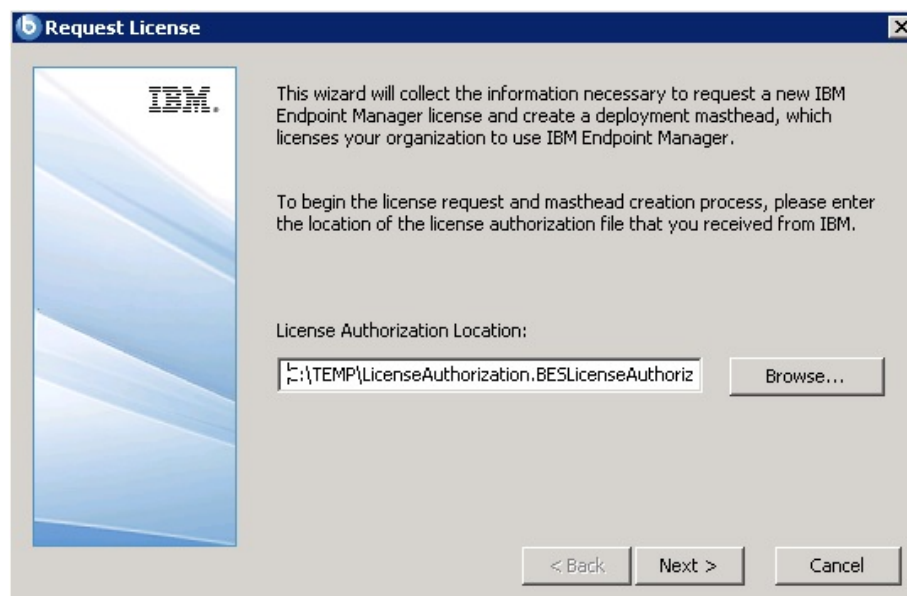 Request License
IBM.
This wizard will collect the information necessary to request a new IBM
Endpoint Manager license and create a deployment masthead, which
licenses your organization to use IBM Endpoint Manager.
To begin the license request and masthead creation process, please enter
the location of the license authorization file that you received from IBM.
License Authorization Location:
C:\TEMP\LicenseAuthorization.BESLicenseAuthoriz
Browse...
< Back
Next >
Cancel